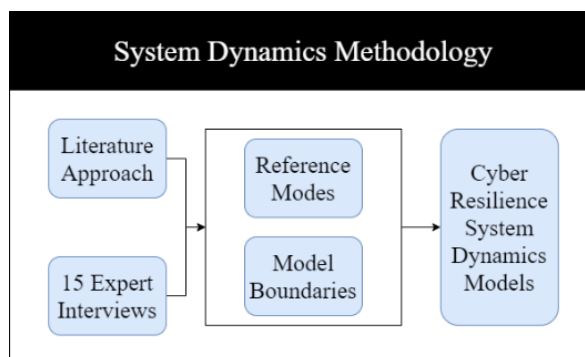 System Dynamics Methodology
Literature
Approach
15 Expert
Interviews
Reference
Modes
Model
Boundaries
Cyber
Resilience
System
Dynamics
Models